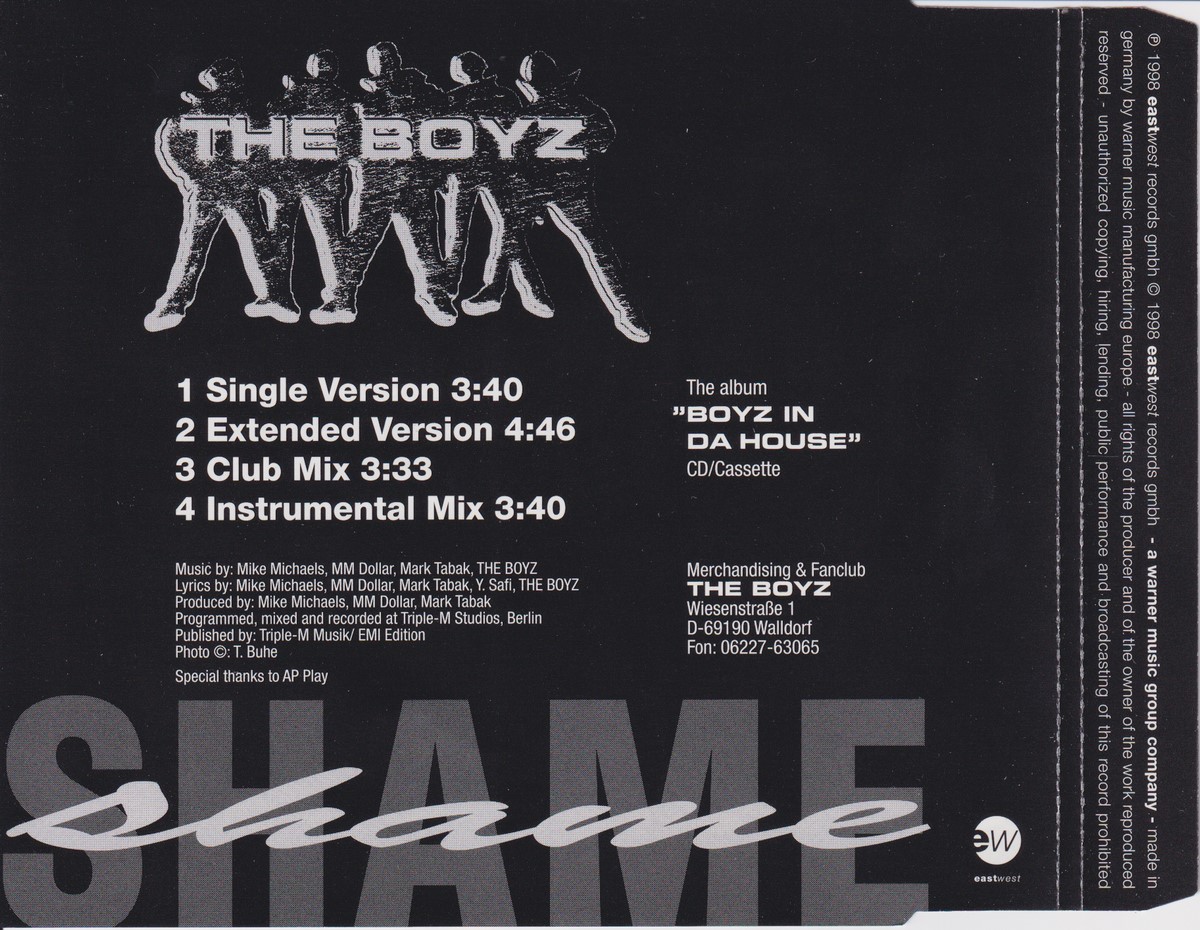 THE BOYZ
1 Single Version 3:40
2 Extended Version 4:46
3 Club Mix 3:33
4 Instrumental Mix 3:40
The album
"BOYZ IN
DA HOUSE"
CD/Cassette
Music by: Mike Michaels, MM Dollar, Mark Tabak, THE BOYZ
Lyrics by: Mike Michaels, MM Dollar, Mark Tabak, Y. Safi, THE BOYZ
Produced by: Mike Michaels, MM Dollar, Mark Tabak
Programmed, mixed and recorded at Triple-M Studios, Berlin
Published by: Triple-M Musik/ EMI Edition
Photo ©: T. Buhe
Special thanks to AP Play
Merchandising & Fanclub
THE BOYZ
Wiesenstraße 1
D-69190 Walldorf
Fon: 06227-63065
SHAME
shame
eW
eastwest
℗ 1998 eastwest records gmbh © 1998 eastwest records gmbh - a warner music group company - made in
germany by warner music manufacturing europe - all rights of the producer and of the owner of the work reproduced
reserved - unauthorized copying, hiring, lending, public performance and broadcasting of this record prohibited